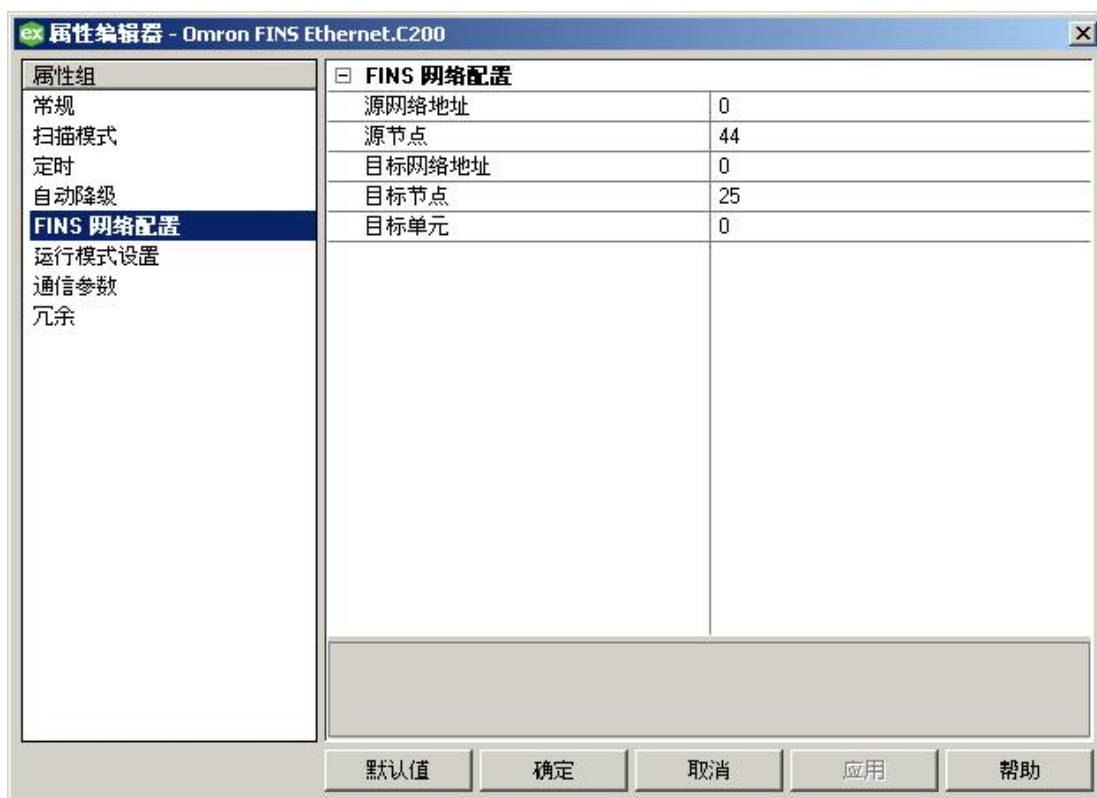 ex 属性编辑器 - Omron FINS Ethernet.C200
属性组
常规
扫描模式
定时
自动降级
FINS 网络配置
运行模式设置
通信参数
冗余
FINS 网络配置
源网络地址 0
源节点 44
目标网络地址 0
目标节点 25
目标单元 0
默认值 确定 取消 应用 帮助